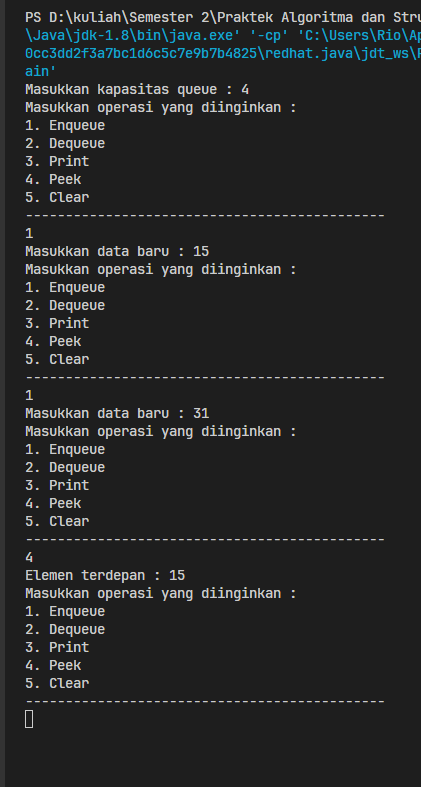 PS D:\kuliah\Semester 2\Praktek Algoritma dan Stru
\Java\jdk-1.8\bin\java.exe' '-cp' 'C:\Users\Rio\Ap
0cc3dd2f3a7bc1d6c5c7e9b7b4825\redhat.java\jdt_ws\P
ain'
Masukkan kapasitas queue : 4
Masukkan operasi yang diinginkan :
1. Enqueue
2. Dequeue
3. Print
4. Peek
5. Clear
---------------------------------------------
1
Masukkan data baru : 15
Masukkan operasi yang diinginkan :
1. Enqueue
2. Dequeue
3. Print
4. Peek
5. Clear
---------------------------------------------
1
Masukkan data baru : 31
Masukkan operasi yang diinginkan :
1. Enqueue
2. Dequeue
3. Print
4. Peek
5. Clear
---------------------------------------------
4
Elemen terdepan : 15
Masukkan operasi yang diinginkan :
1. Enqueue
2. Dequeue
3. Print
4. Peek
5. Clear
---------------------------------------------